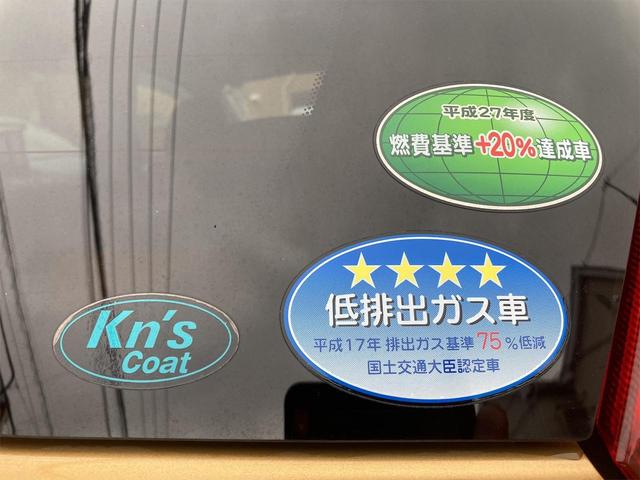 平成27年度
燃費基準+20%達成車
低排出ガス車
平成17年 排出ガス基準75%低減
国土交通大臣認定車
Kn's
Coat